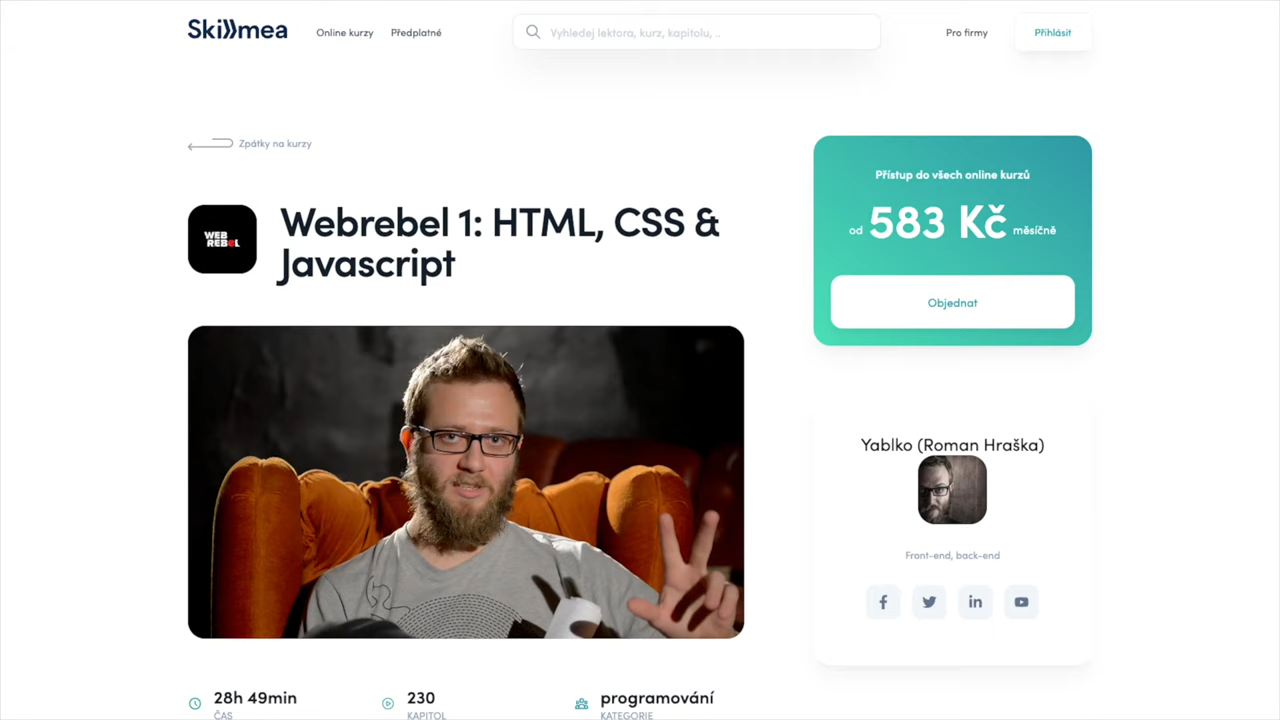 Skillmea
Online kurzy
Předplatné
Vyhledej lektora, kurz, kapitolu, ..
Pro firmy
Přihlásit
Zpátky na kurzy
WEB
REBEL
Webrebel 1: HTML, CSS &
Javascript
Přístup do všech online kurzů
od 583 Kč měsíčně
Objednat
Yablko (Roman Hraška)
Front-end, back-end
28h 49min
ČAS
230
KAPITOL
programování
KATEGORIE